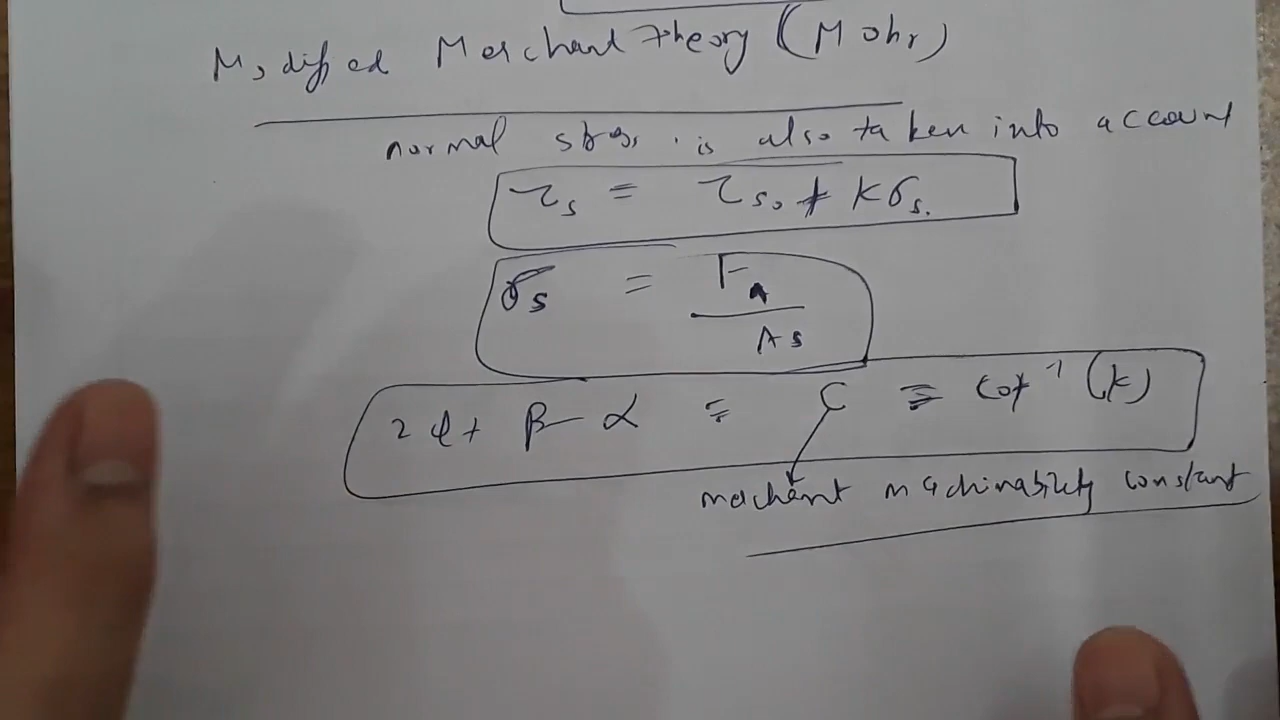 Modified Merchant theory (Mohr)
normal stress. is also taken into account
τs = τs₀ + kσs.
σs = Fn
As
2φ + β - α = C = cot⁻¹(k)
merchant machinability constant